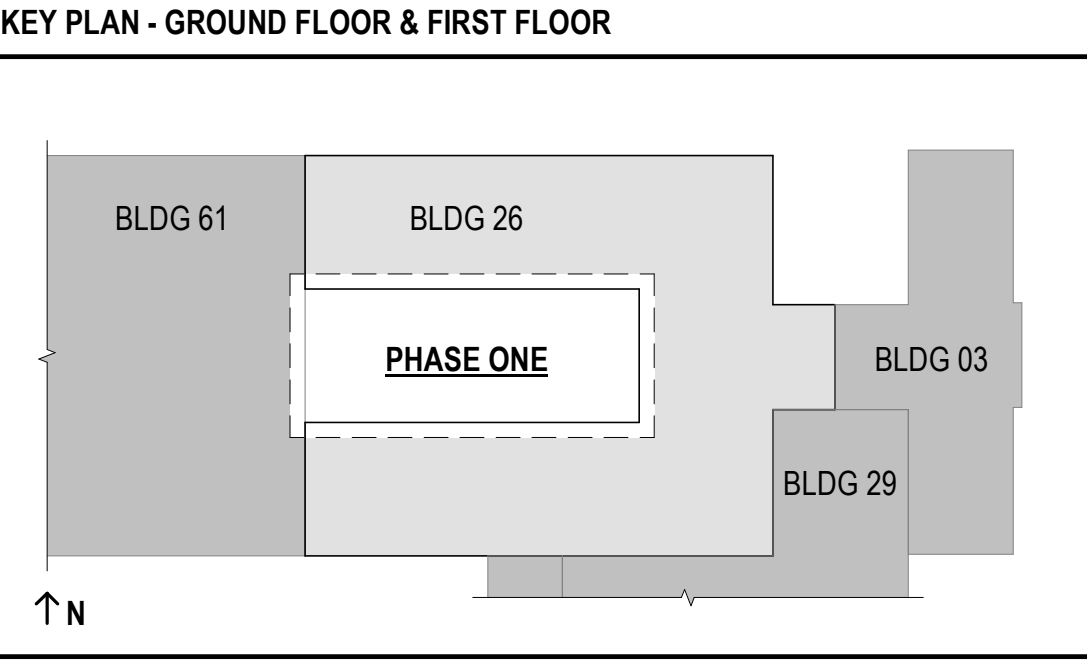 KEY PLAN - GROUND FLOOR & FIRST FLOOR
BLDG 61
BLDG 26
PHASE ONE
BLDG 03
BLDG 29
N